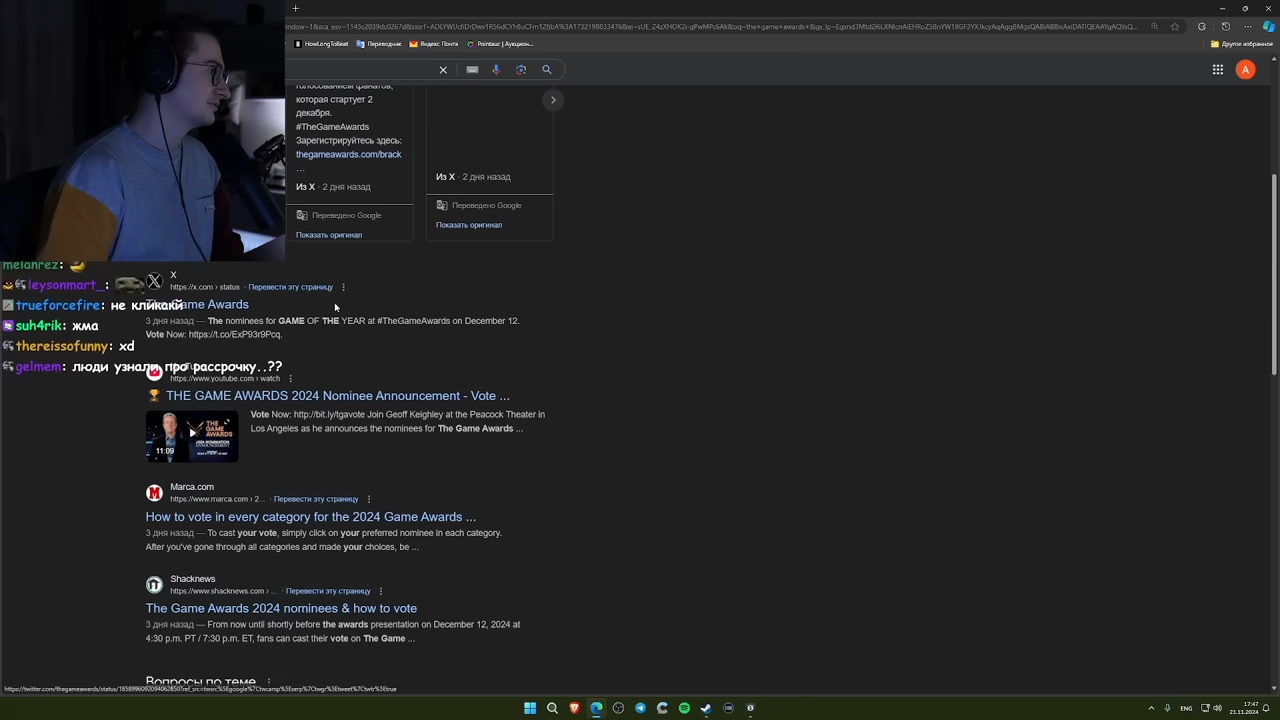 HowLongToBeat
Переводчик
Яндекс Почта
Pointauc | Аукцион...
Другое избранное
A
которая стартует 2
декабря.
#TheGameAwards
Зарегистрируйтесь здесь:
thegameawards.com/brack
...
Из X · 2 дня назад
Переведено Google
Показать оригинал
Из X · 2 дня назад
Переведено Google
Показать оригинал
melahrez:
leysonmart_:
trueforcefire: не кликай
suh4rik: жма
thereissofunny: xd
gelmem: люди узнали про рассрочку..??
X
https://x.com › status · Перевести эту страницу
The Game Awards
3 дня назад — The nominees for GAME OF THE YEAR at #TheGameAwards on December 12.
Vote Now: https://t.co/ExP93r9Pcq.
https://www.youtube.com › watch
THE GAME AWARDS 2024 Nominee Announcement - Vote ...
Vote Now: http://bit.ly/tgavote Join Geoff Keighley at the Peacock Theater in
Los Angeles as he announces the nominees for The Game Awards ...
THE GAME AWARDS
11:09
Marca.com
https://www.marca.com › 2... · Перевести эту страницу
How to vote in every category for the 2024 Game Awards ...
3 дня назад — To cast your vote, simply click on your preferred nominee in each category.
After you've gone through all categories and made your choices, be ...
Shacknews
https://www.shacknews.com › ... · Перевести эту страницу
The Game Awards 2024 nominees & how to vote
3 дня назад — From now until shortly before the awards presentation on December 12, 2024 at
4:30 p.m. PT / 7:30 p.m. ET, fans can cast their vote on The Game ...
Вопросы по теме
ENG
17:47
21.11.2024